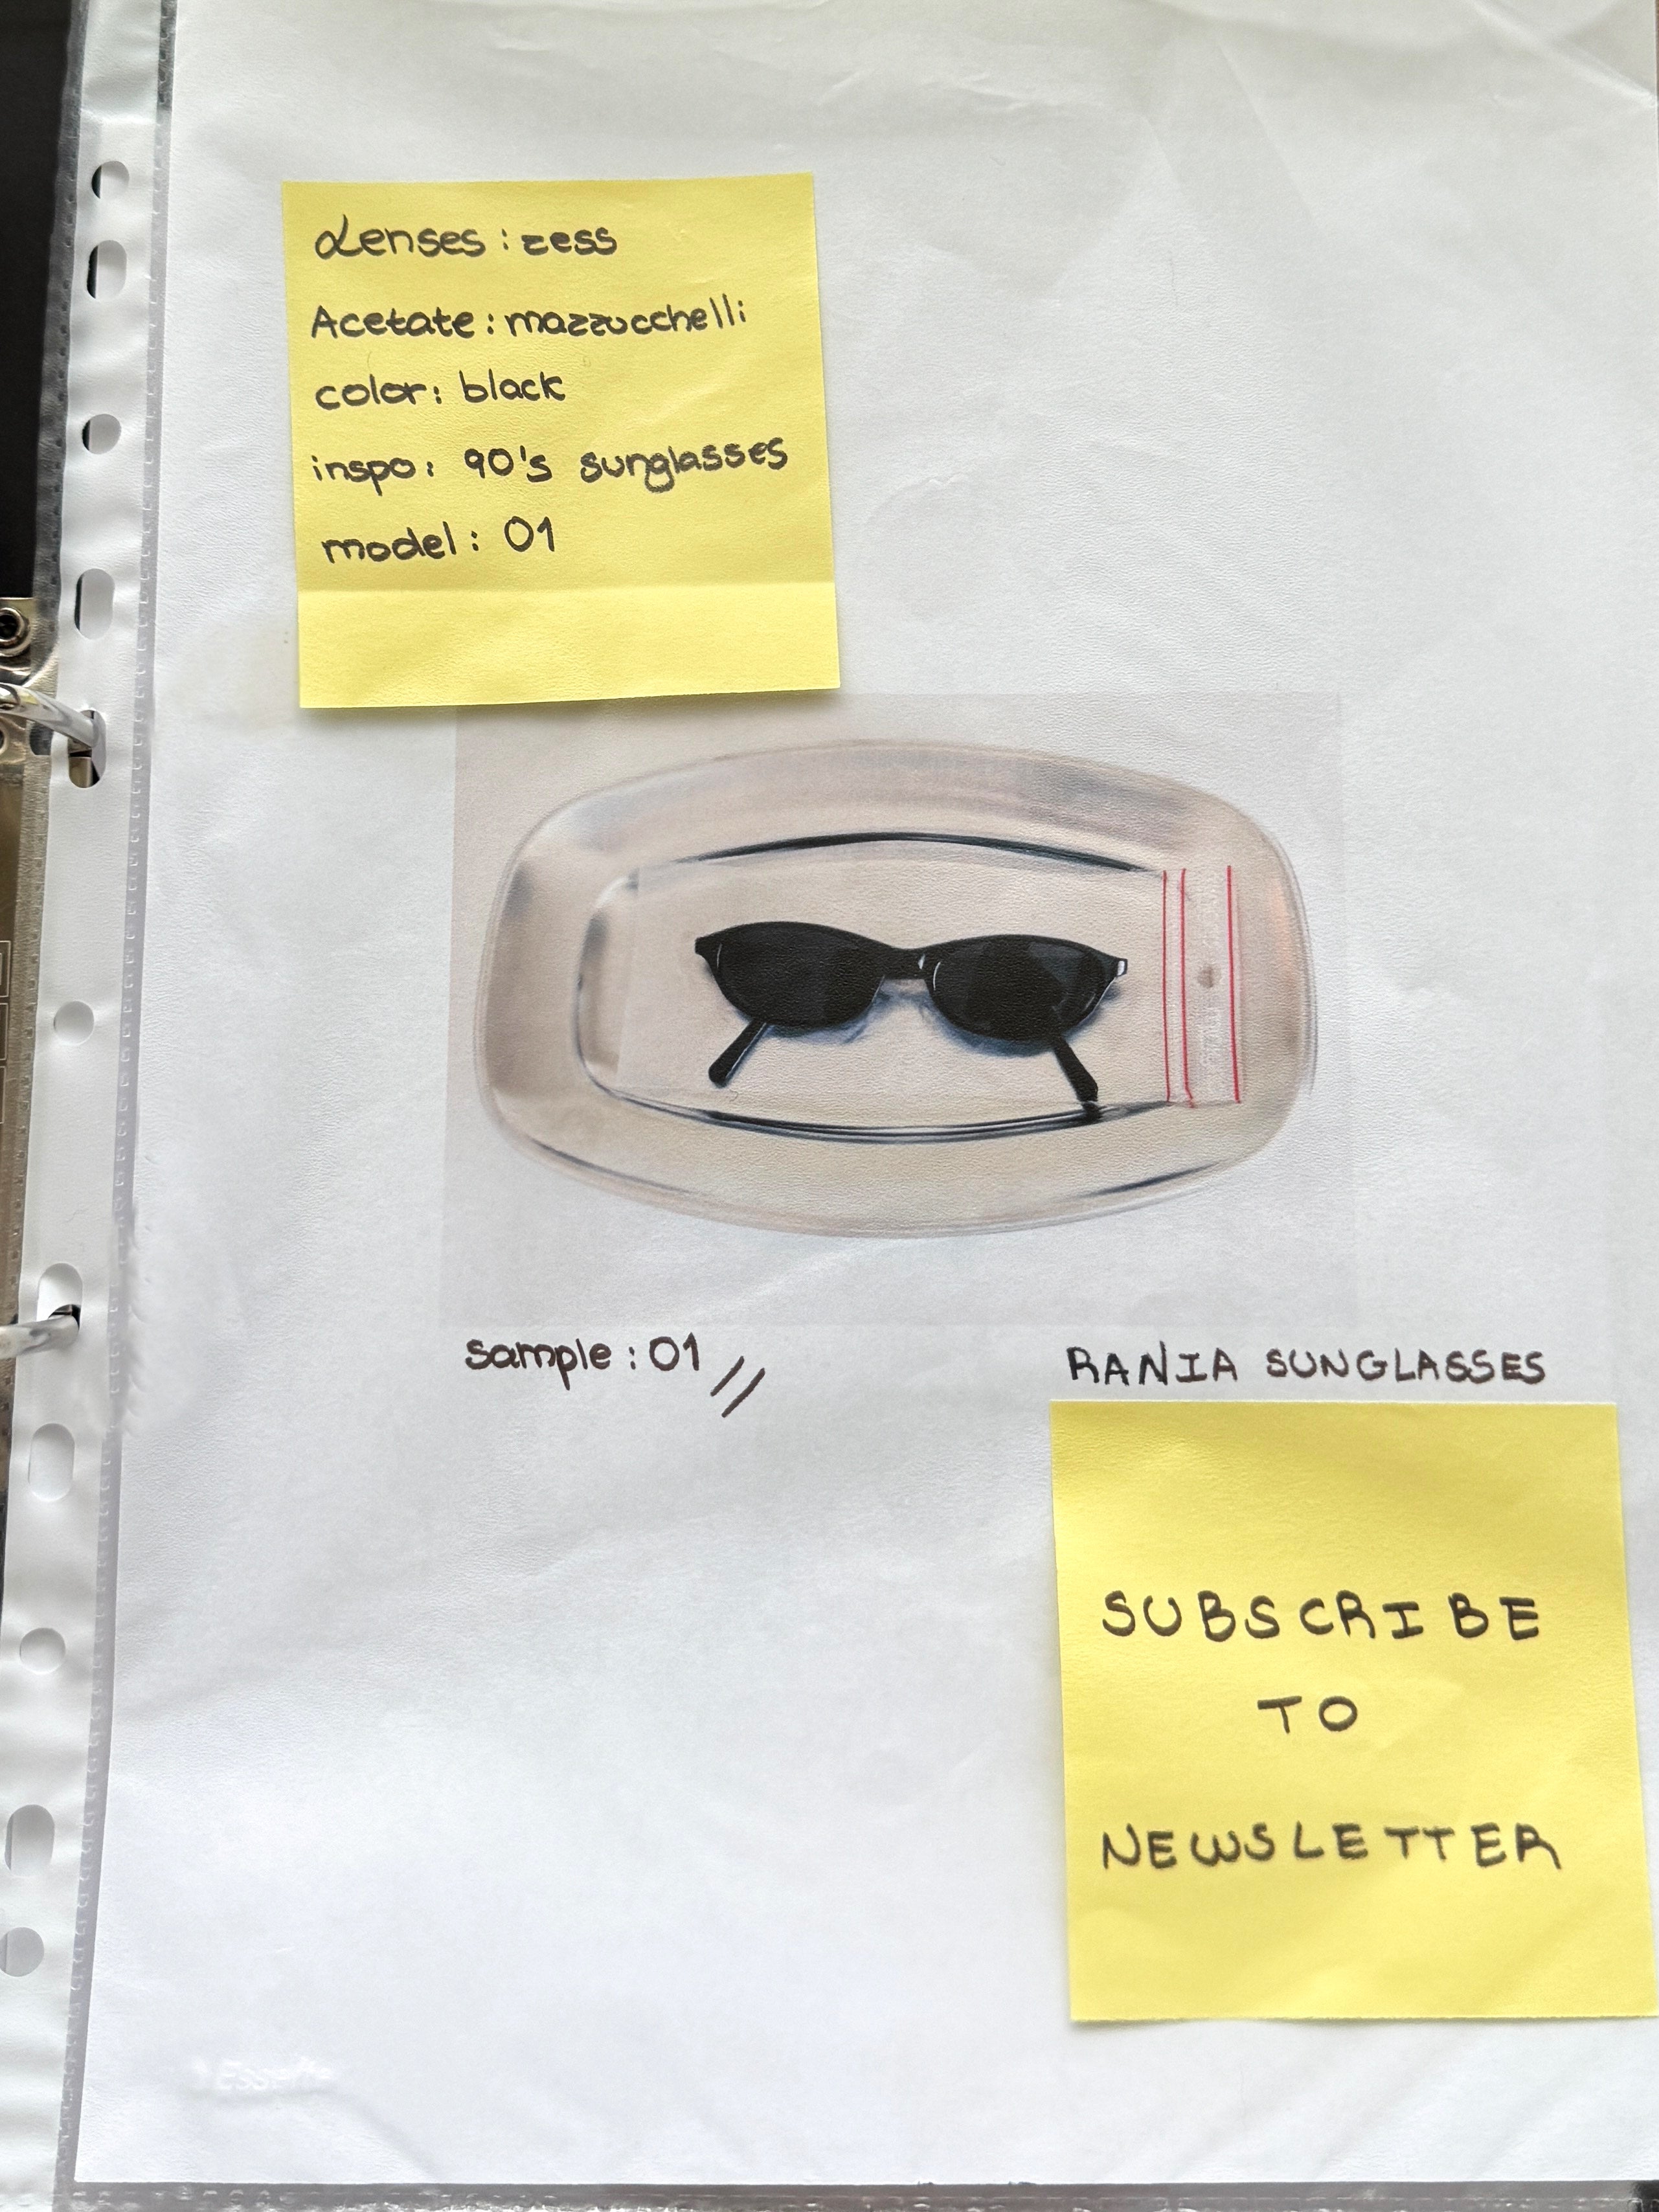 Lenses : zess
Acetate : mazzucchelli
color: black
inspo: 90's sunglasses
model: 01
sample : 01 //
RANIA SUNGLASSES
SUBSCRIBE
TO
NEWSLETTER